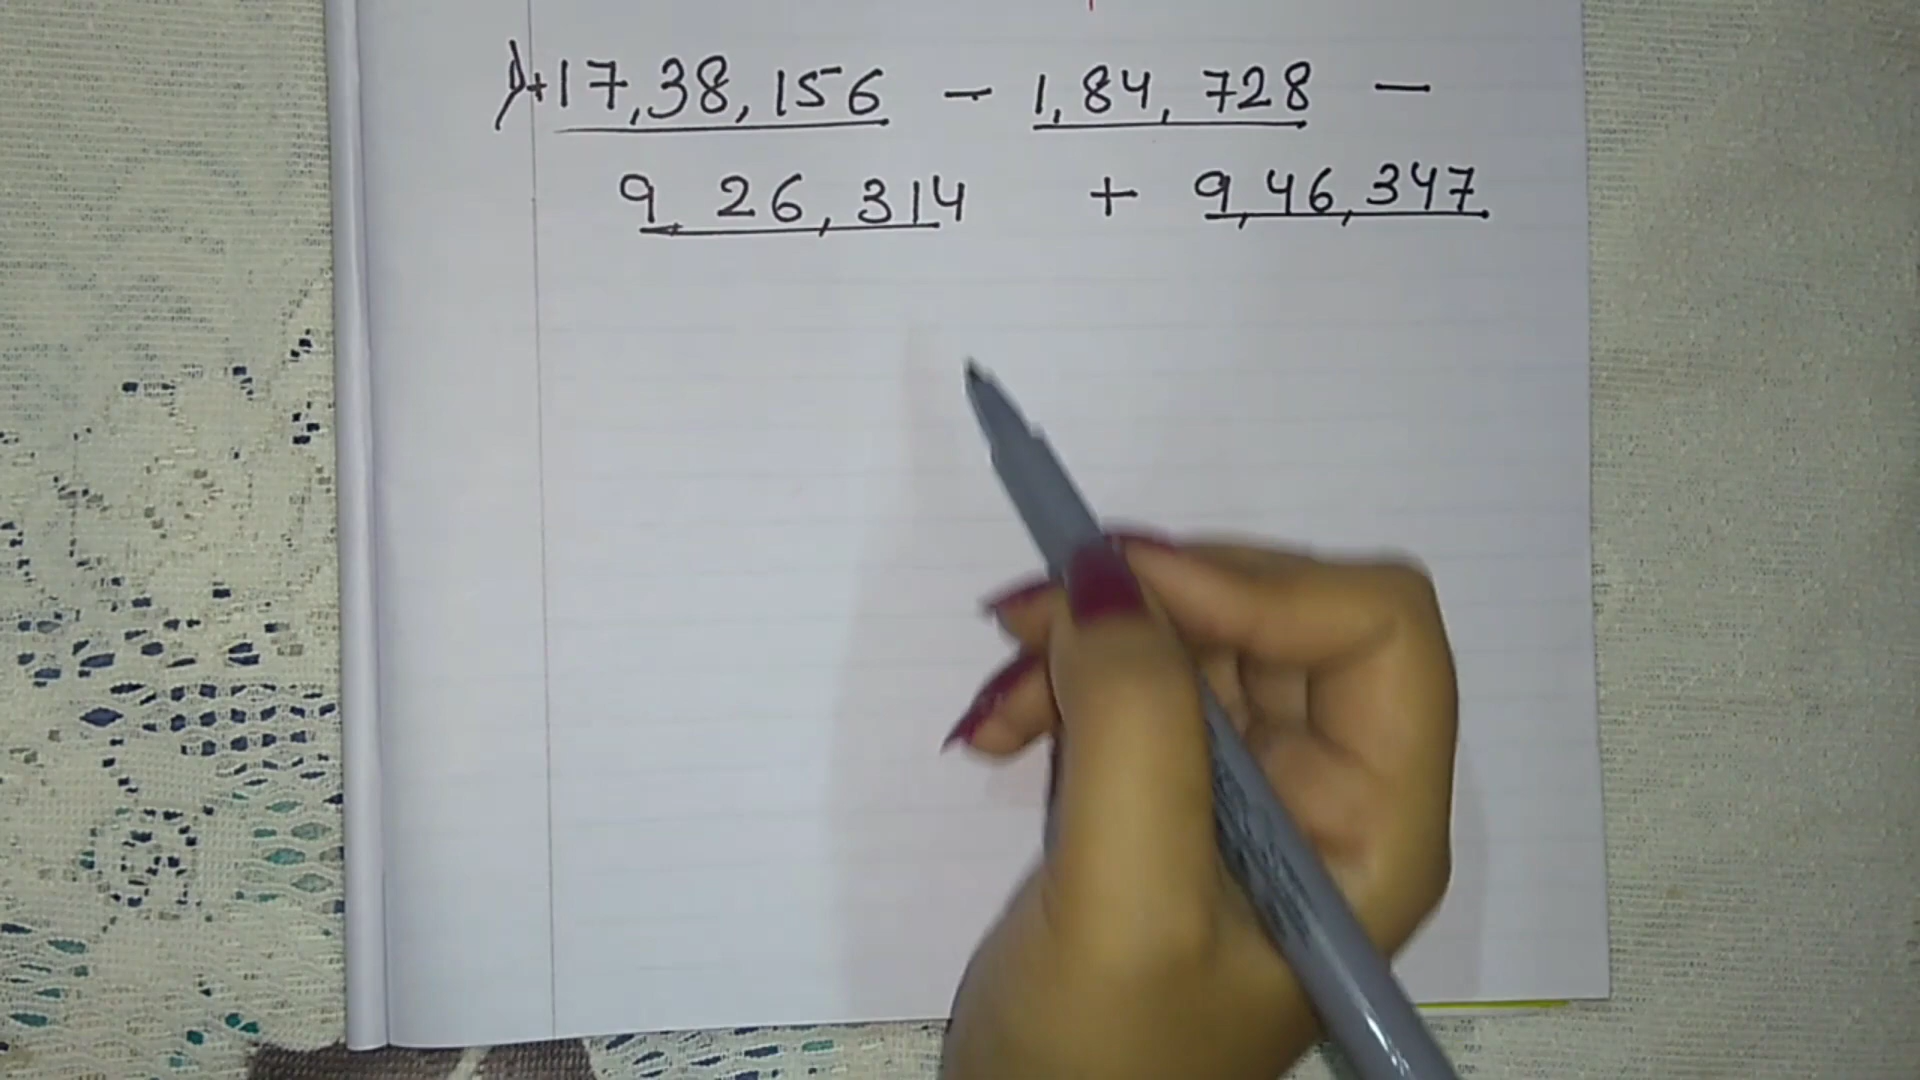 1)+17,38,156 - 1,84,728 -
9,26,314 + 9,46,347